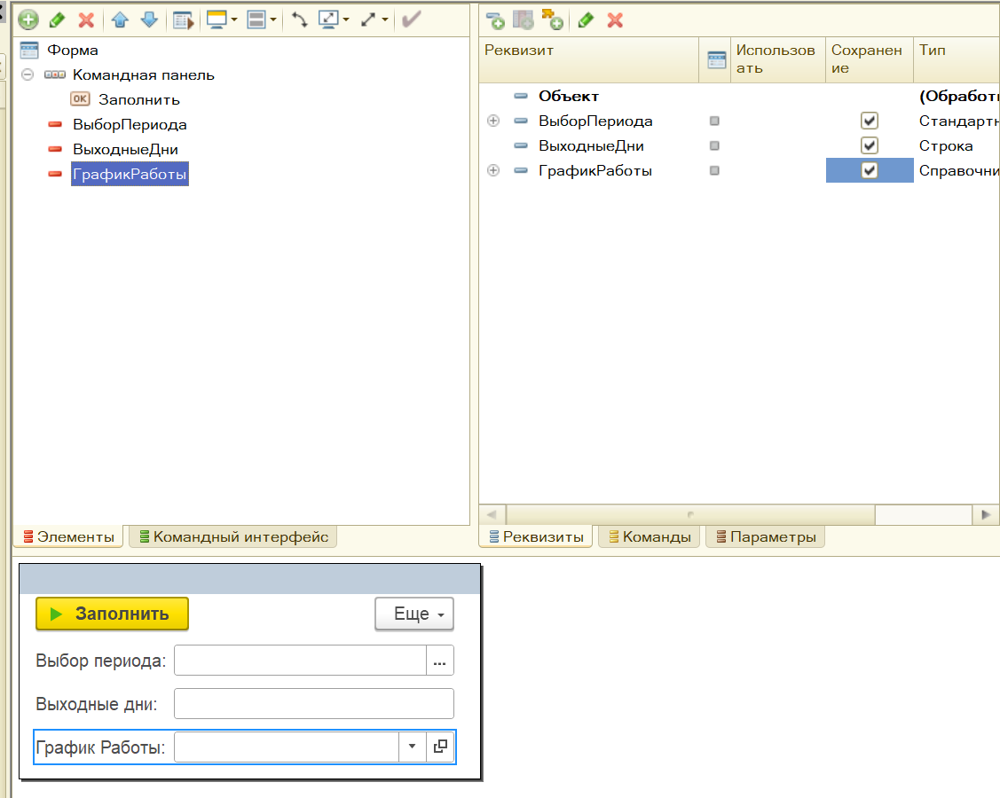 Форма
Командная панель
OK Заполнить
ВыборПериода
ВыходныеДни
ГрафикРаботы
Элементы
Командный интерфейс
Реквизит
Использов
ать
Сохранен
ие
Тип
Объект
(Обработ
ВыборПериода
Стандартн
ВыходныеДни
Строка
ГрафикРаботы
Справочни
Реквизиты
Команды
Параметры
Заполнить
Еще
Выбор периода:
...
Выходные дни:
График Работы: